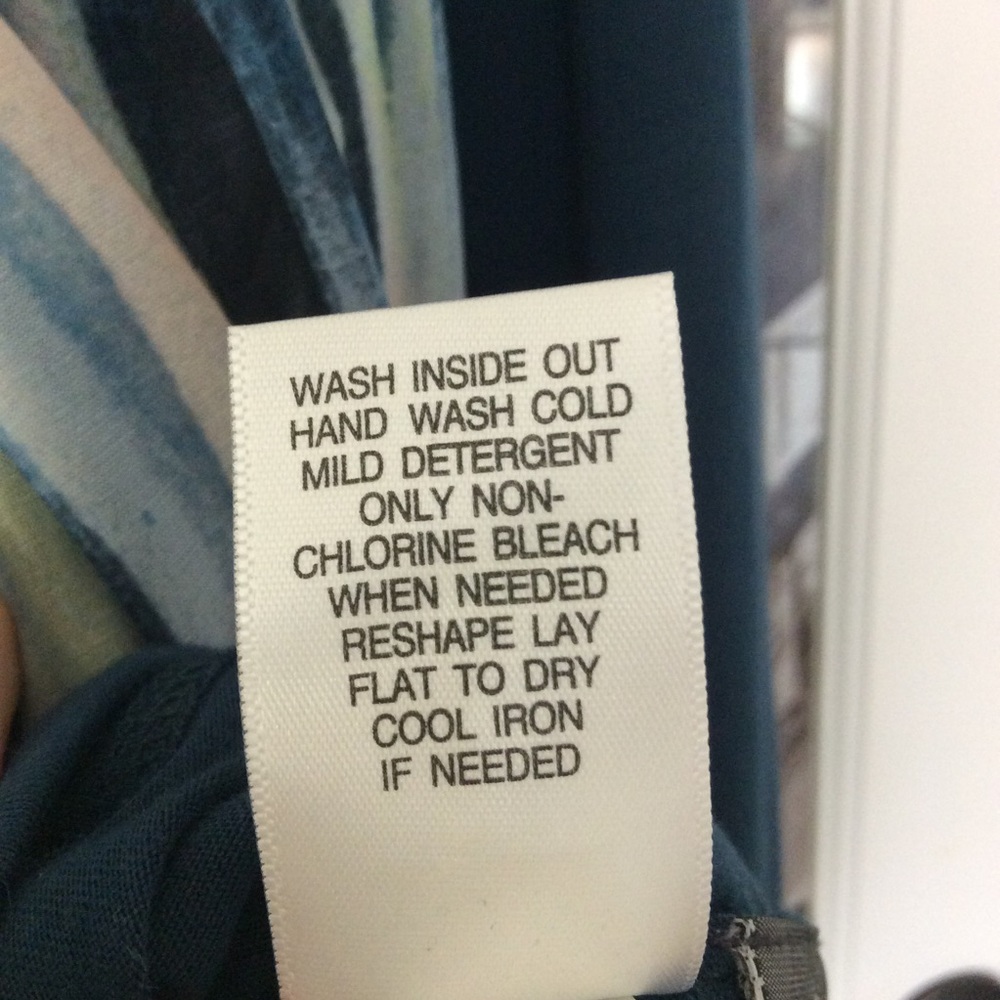 WASH INSIDE OUT
HAND WASH COLD
MILD DETERGENT
ONLY NON-
CHLORINE BLEACH
WHEN NEEDED
RESHAPE LAY
FLAT TO DRY
COOL IRON
IF NEEDED